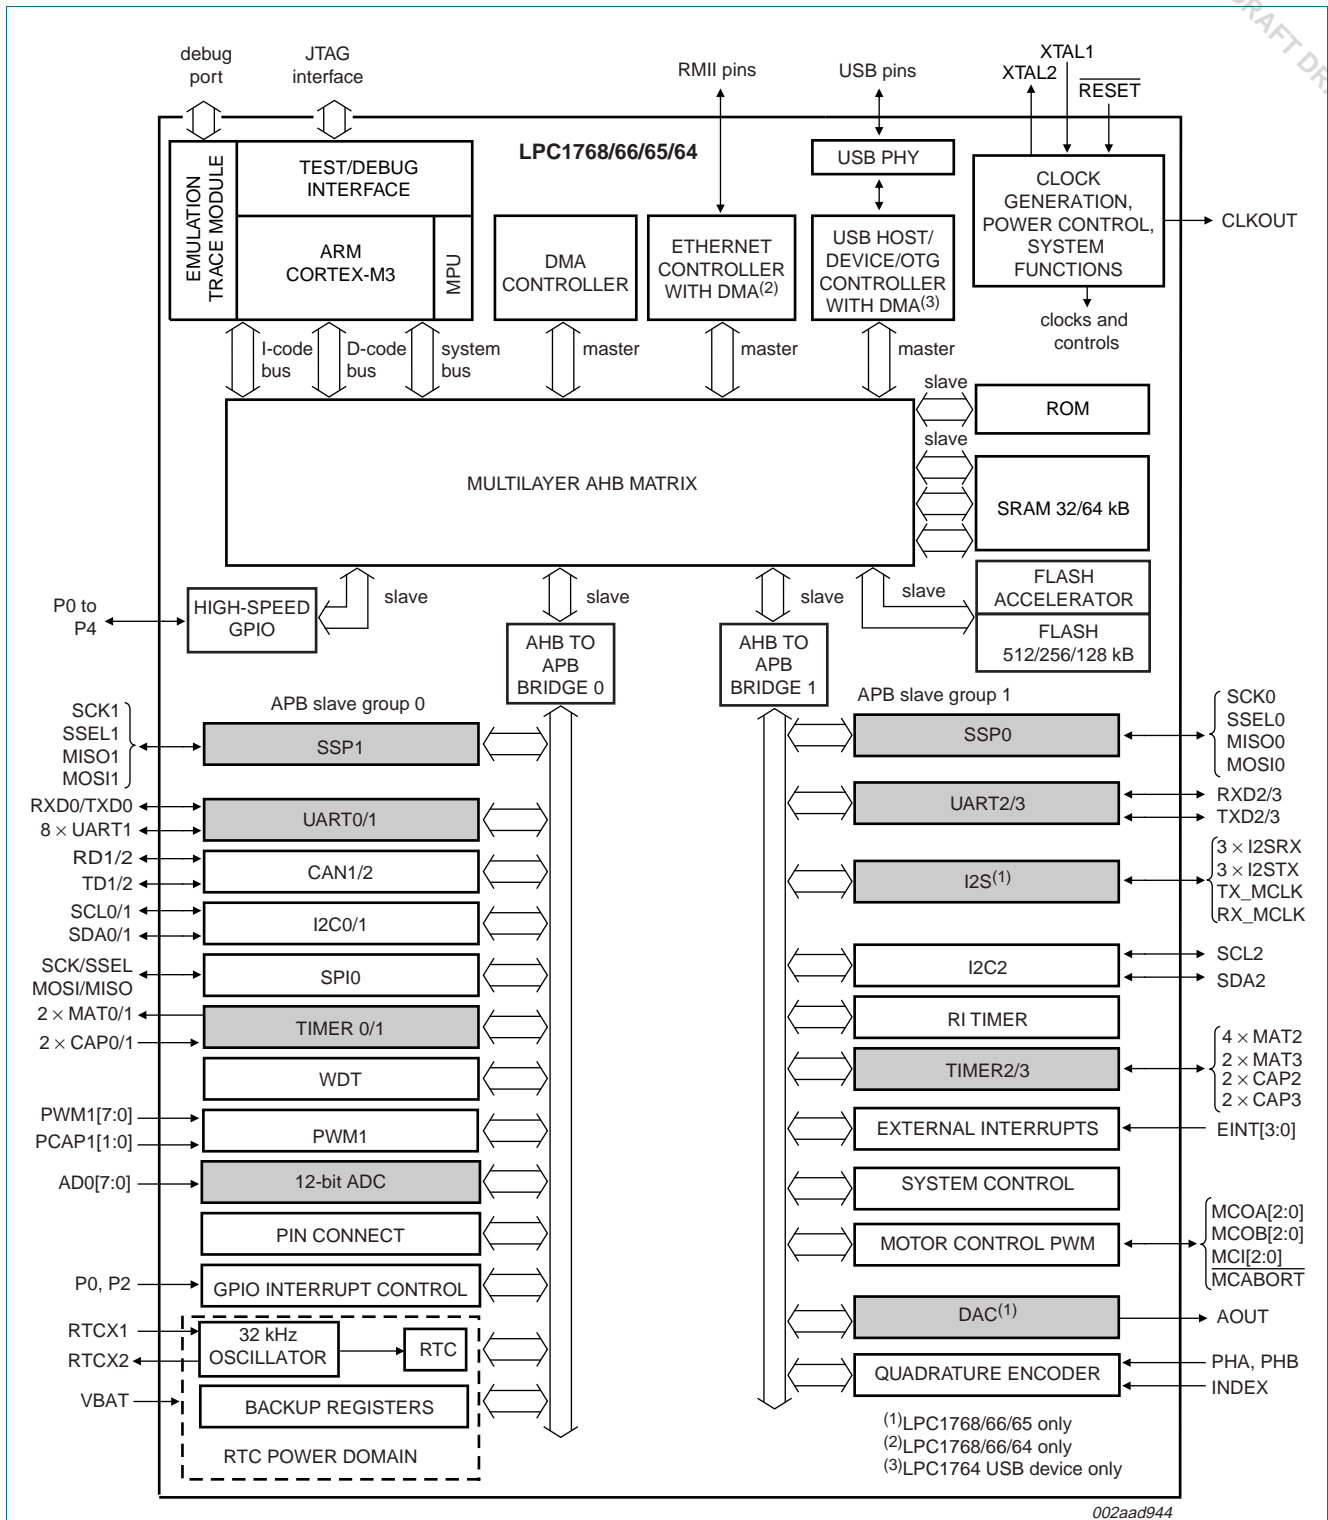 DRAFT DR
debug
port
JTAG
interface
RMII pins
USB pins
XTAL1
XTAL2
RESET
LPC1768/66/65/64
EMULATION
TRACE MODULE
TEST/DEBUG
INTERFACE
ARM
CORTEX-M3
MPU
DMA
CONTROLLER
ETHERNET
CONTROLLER
WITH DMA(2)
USB PHY
USB HOST/
DEVICE/OTG
CONTROLLER
WITH DMA(3)
CLOCK
GENERATION,
POWER CONTROL,
SYSTEM
FUNCTIONS
CLKOUT
clocks and
controls
I-code
bus
D-code
bus
system
bus
master
master
master
slave
ROM
slave
SRAM 32/64 kB
MULTILAYER AHB MATRIX
P0 to
P4
HIGH-SPEED
GPIO
slave
slave
slave
slave
FLASH
ACCELERATOR
FLASH
512/256/128 kB
AHB TO
APB
BRIDGE 0
AHB TO
APB
BRIDGE 1
APB slave group 0
SCK1
SSEL1
MISO1
MOSI1
SSP1
RXD0/TXD0
8 × UART1
UART0/1
RD1/2
TD1/2
CAN1/2
SCL0/1
SDA0/1
I2C0/1
SCK/SSEL
MOSI/MISO
SPI0
2 × MAT0/1
2 × CAP0/1
TIMER 0/1
WDT
PWM1[7:0]
PCAP1[1:0]
PWM1
AD0[7:0]
12-bit ADC
PIN CONNECT
P0, P2
GPIO INTERRUPT CONTROL
RTCX1
RTCX2
32 kHz
OSCILLATOR
RTC
VBAT
BACKUP REGISTERS
RTC POWER DOMAIN
APB slave group 1
SSP0
SCK0
SSEL0
MISO0
MOSI0
UART2/3
RXD2/3
TXD2/3
I2S(1)
3 × I2SRX
3 × I2STX
TX_MCLK
RX_MCLK
I2C2
SCL2
SDA2
RI TIMER
TIMER2/3
4 × MAT2
2 × MAT3
2 × CAP2
2 × CAP3
EXTERNAL INTERRUPTS
EINT[3:0]
SYSTEM CONTROL
MOTOR CONTROL PWM
MCOA[2:0]
MCOB[2:0]
MCI[2:0]
MCABORT
DAC(1)
AOUT
QUADRATURE ENCODER
PHA, PHB
INDEX
(1)LPC1768/66/65 only
(2)LPC1768/66/64 only
(3)LPC1764 USB device only
002aad944